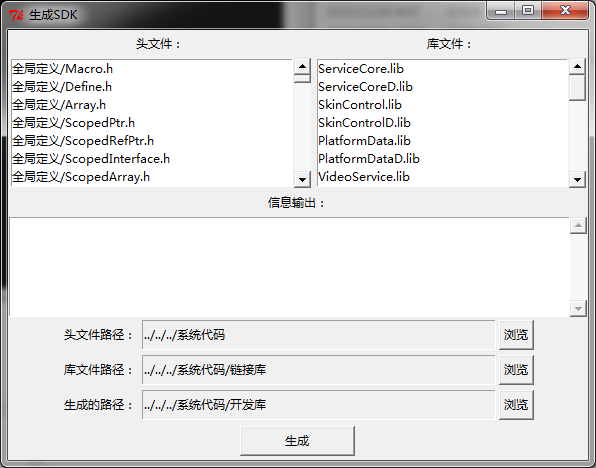 生成SDK
头文件：
库文件：
全局定义/Macro.h
全局定义/Define.h
全局定义/Array.h
全局定义/ScopedPtr.h
全局定义/ScopedRefPtr.h
全局定义/ScopedInterface.h
全局定义/ScopedArray.h
ServiceCore.lib
ServiceCoreD.lib
SkinControl.lib
SkinControlD.lib
PlatformData.lib
PlatformDataD.lib
VideoService.lib
信息输出：
头文件路径： ../../../系统代码 浏览
库文件路径： ../../../系统代码/链接库 浏览
生成的路径： ../../../系统代码/开发库 浏览
生成